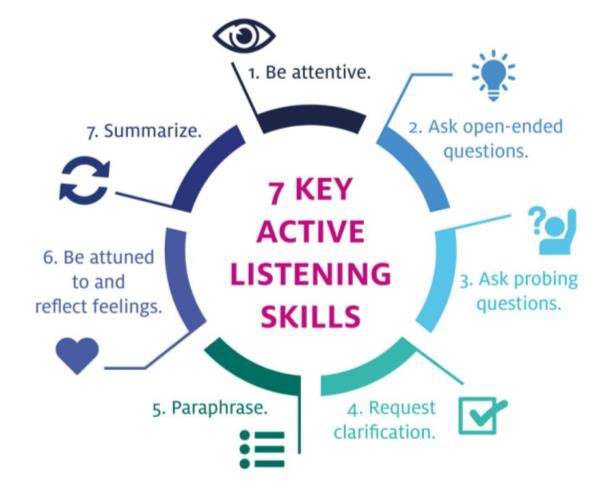 7 KEY
ACTIVE
LISTENING
SKILLS
1. Be attentive.
2. Ask open-ended
questions.
3. Ask probing
questions.
4. Request
clarification.
5. Paraphrase.
6. Be attuned
to and
reflect feelings.
7. Summarize.
?